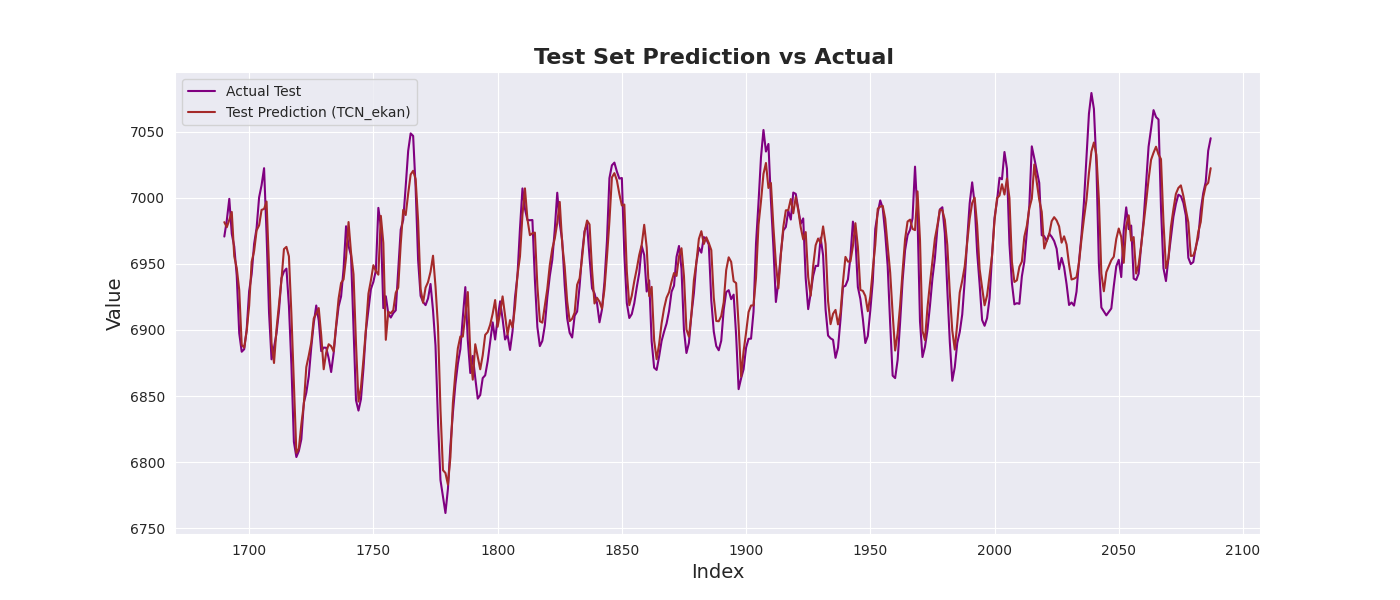 Test Set Prediction vs Actual
Actual Test
Test Prediction (TCN_ekan)
Value
7050
7000
6950
6900
6850
6800
6750
1700 1750 1800 1850 1900 1950 2000 2050 2100
Index